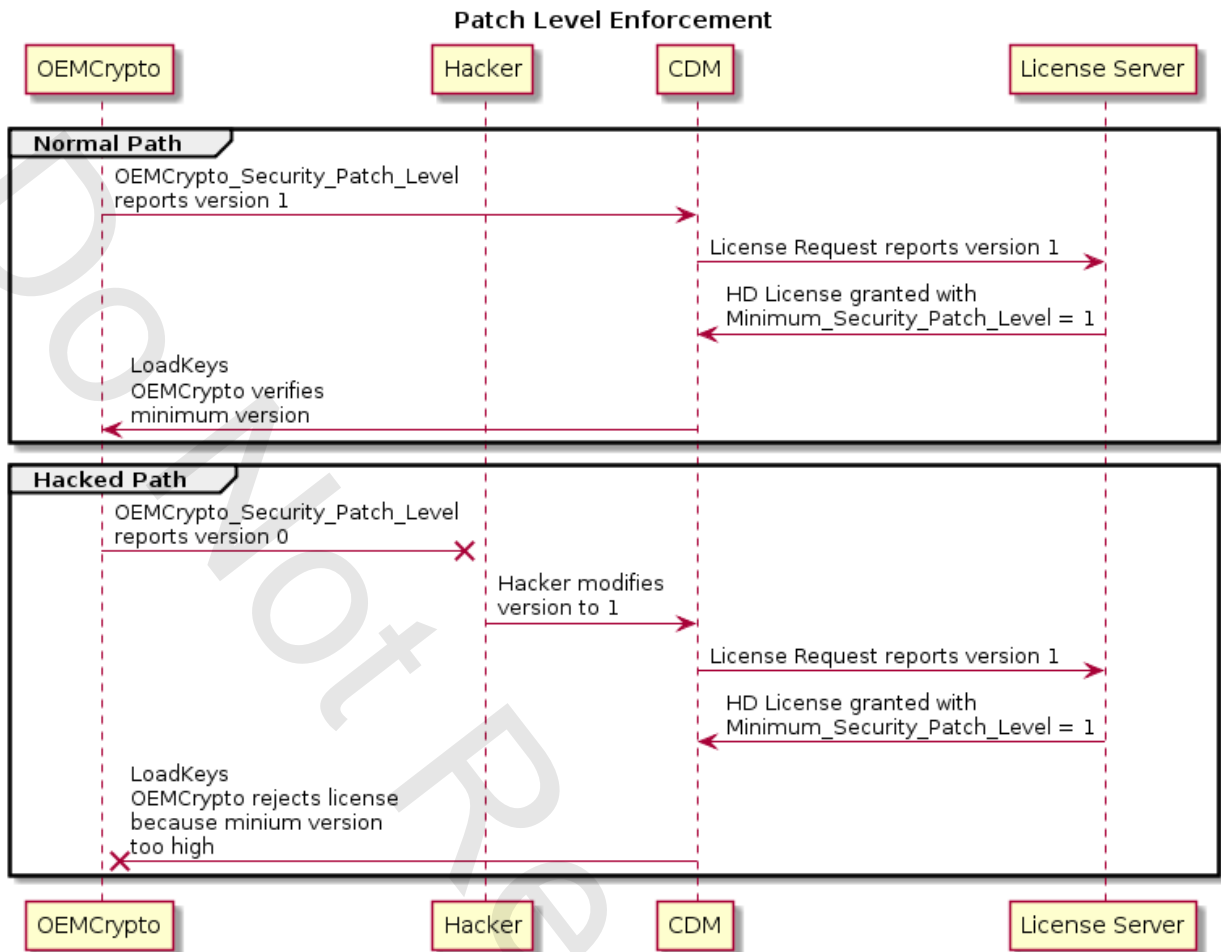 Patch Level Enforcement
OEMCrypto
Hacker
CDM
License Server
Normal Path
OEMCrypto_Security_Patch_Level
reports version 1
License Request reports version 1
HD License granted with
Minimum_Security_Patch_Level = 1
LoadKeys
OEMCrypto verifies
minimum version
Hacked Path
OEMCrypto_Security_Patch_Level
reports version 0
Hacker modifies
version to 1
License Request reports version 1
HD License granted with
Minimum_Security_Patch_Level = 1
LoadKeys
OEMCrypto rejects license
because minium version
too high
OEMCrypto
Hacker
CDM
License Server
Do Not Re